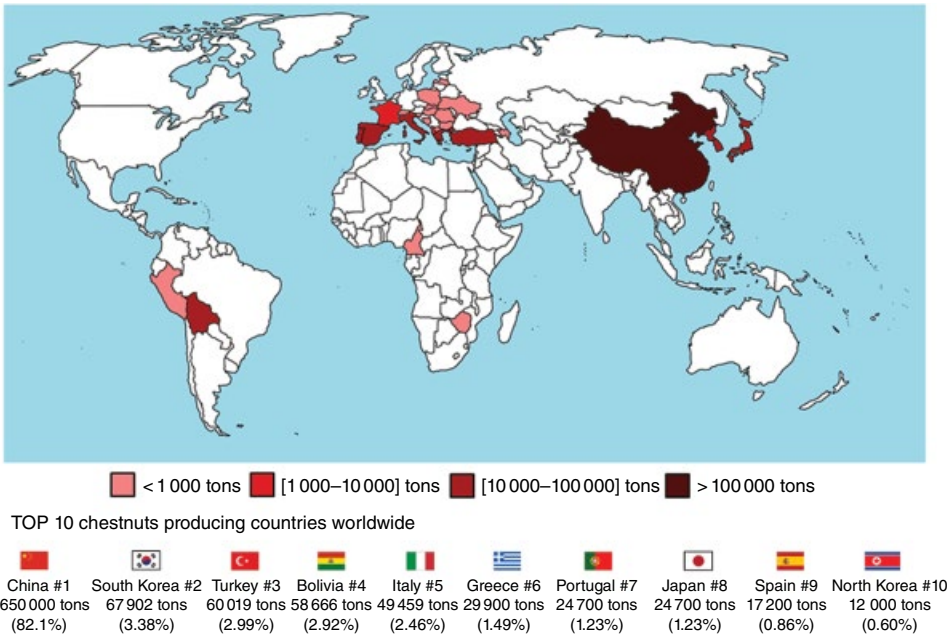 < 1 000 tons [1 000–10 000] tons [10 000–100 000] tons > 100 000 tons
TOP 10 chestnuts producing countries worldwide
China #1 South Korea #2 Turkey #3 Bolivia #4 Italy #5 Greece #6 Portugal #7 Japan #8 Spain #9 North Korea #10
650 000 tons 67 902 tons 60 019 tons 58 666 tons 49 459 tons 29 900 tons 24 700 tons 24 700 tons 17 200 tons 12 000 tons
(82.1%) (3.38%) (2.99%) (2.92%) (2.46%) (1.49%) (1.23%) (1.23%) (0.86%) (0.60%)